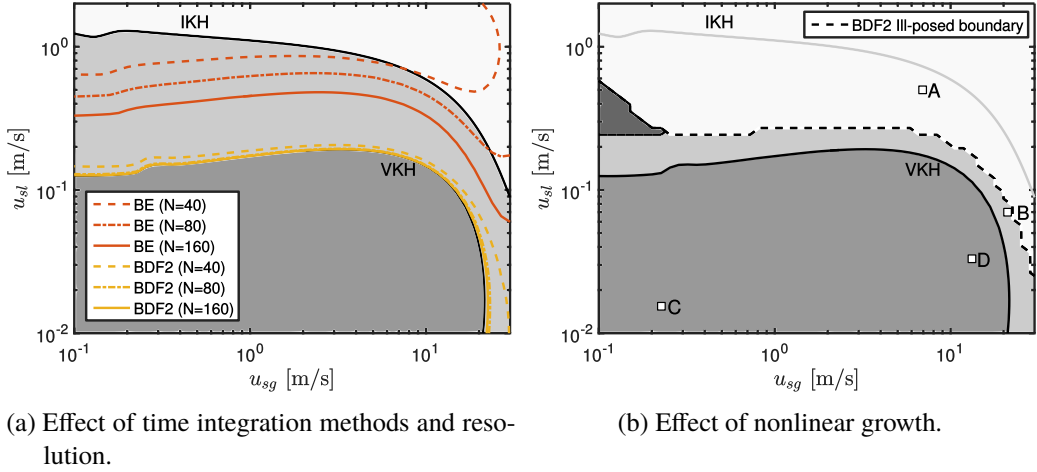 IKH
VKH
BE (N=40)
BE (N=80)
BE (N=160)
BDF2 (N=40)
BDF2 (N=80)
BDF2 (N=160)
10^0
10^-1
10^-2
u_sl [m/s]
10^-1
10^0
10^1
u_sg [m/s]
(a) Effect of time integration methods and reso-
lution.
IKH
BDF2 Ill-posed boundary
A
VKH
B
D
C
10^0
10^-1
10^-2
u_sl [m/s]
10^-1
10^0
10^1
u_sg [m/s]
(b) Effect of nonlinear growth.